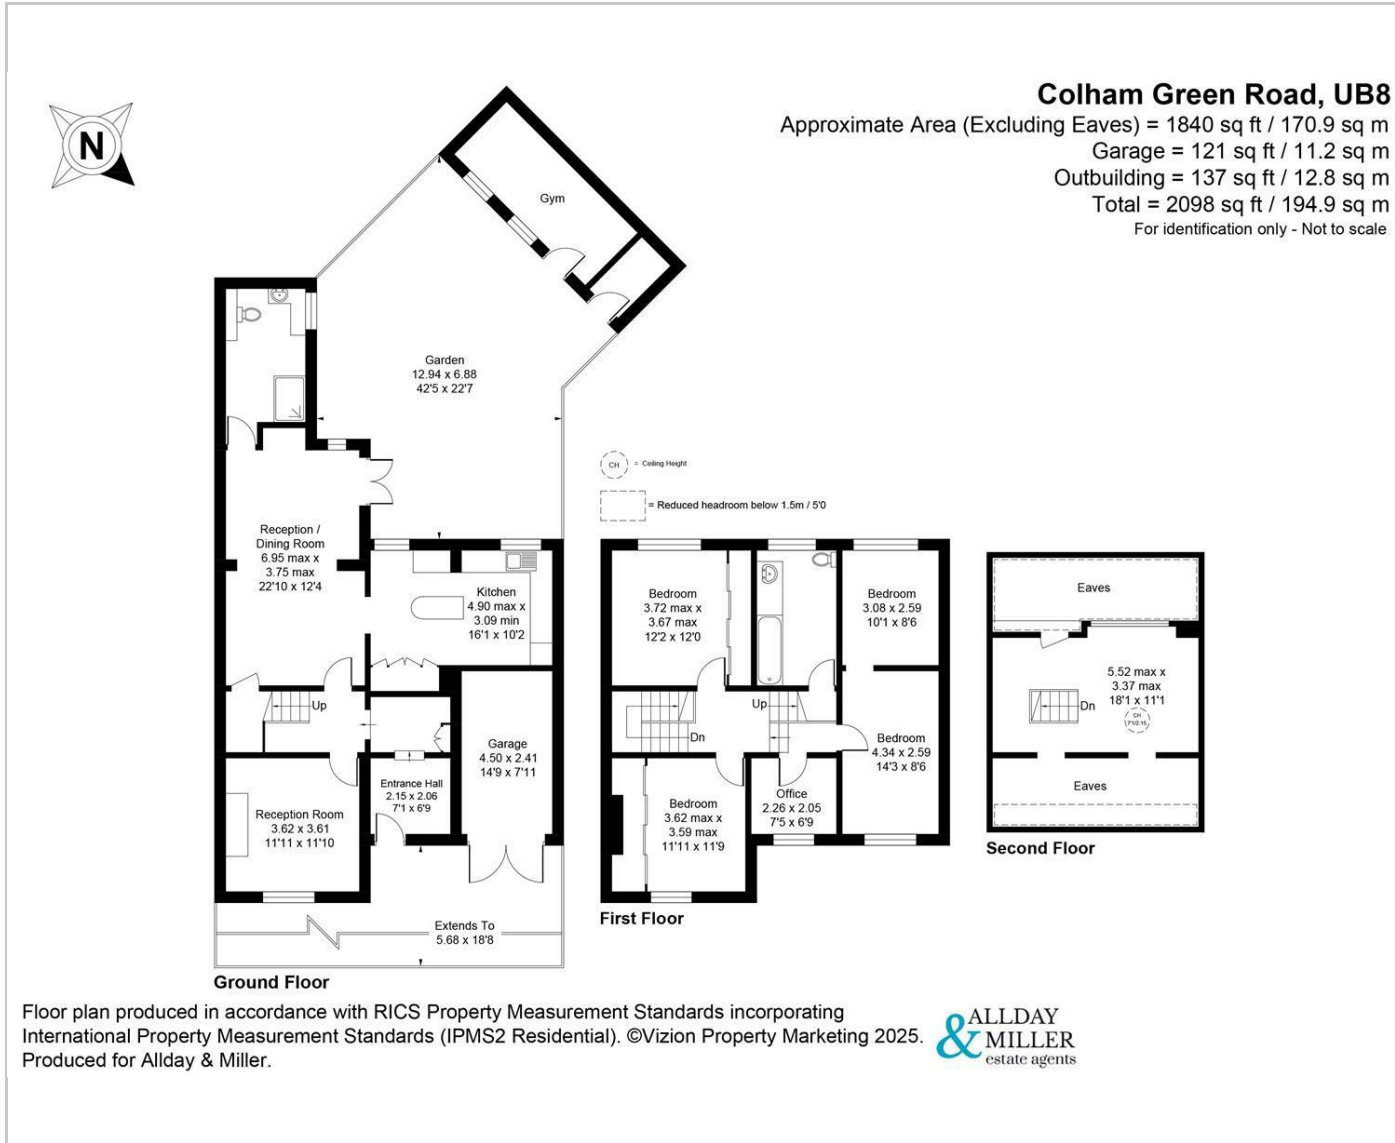 N
Colham Green Road, UB8
Approximate Area (Excluding Eaves) = 1840 sq ft / 170.9 sq m
Garage = 121 sq ft / 11.2 sq m
Outbuilding = 137 sq ft / 12.8 sq m
Total = 2098 sq ft / 194.9 sq m
For identification only - Not to scale
Gym
Garden
12.94 x 6.88
42'5 x 22'7
Reception /
Dining Room
6.95 max x
3.75 max
22'10 x 12'4
Kitchen
4.90 max x
3.09 min
16'1 x 10'2
Up
Garage
4.50 x 2.41
14'9 x 7'11
Entrance Hall
2.15 x 2.06
7'1 x 6'9
Reception Room
3.62 x 3.61
11'11 x 11'10
Extends To
5.68 x 18'8
Ground Floor
CH = Ceiling Height
= Reduced headroom below 1.5m / 5'0
Bedroom
3.72 max x
3.67 max
12'2 x 12'0
Bedroom
3.08 x 2.59
10'1 x 8'6
Up
Dn
Bedroom
4.34 x 2.59
14'3 x 8'6
Bedroom
3.62 max x
3.59 max
11'11 x 11'9
Office
2.26 x 2.05
7'5 x 6'9
First Floor
Eaves
5.52 max x
3.37 max
18'1 x 11'1
Dn
CH
7'1/2.15
Eaves
Second Floor
Floor plan produced in accordance with RICS Property Measurement Standards incorporating
International Property Measurement Standards (IPMS2 Residential). ©Vizion Property Marketing 2025.
Produced for Allday & Miller.
ALLDAY
& MILLER
estate agents